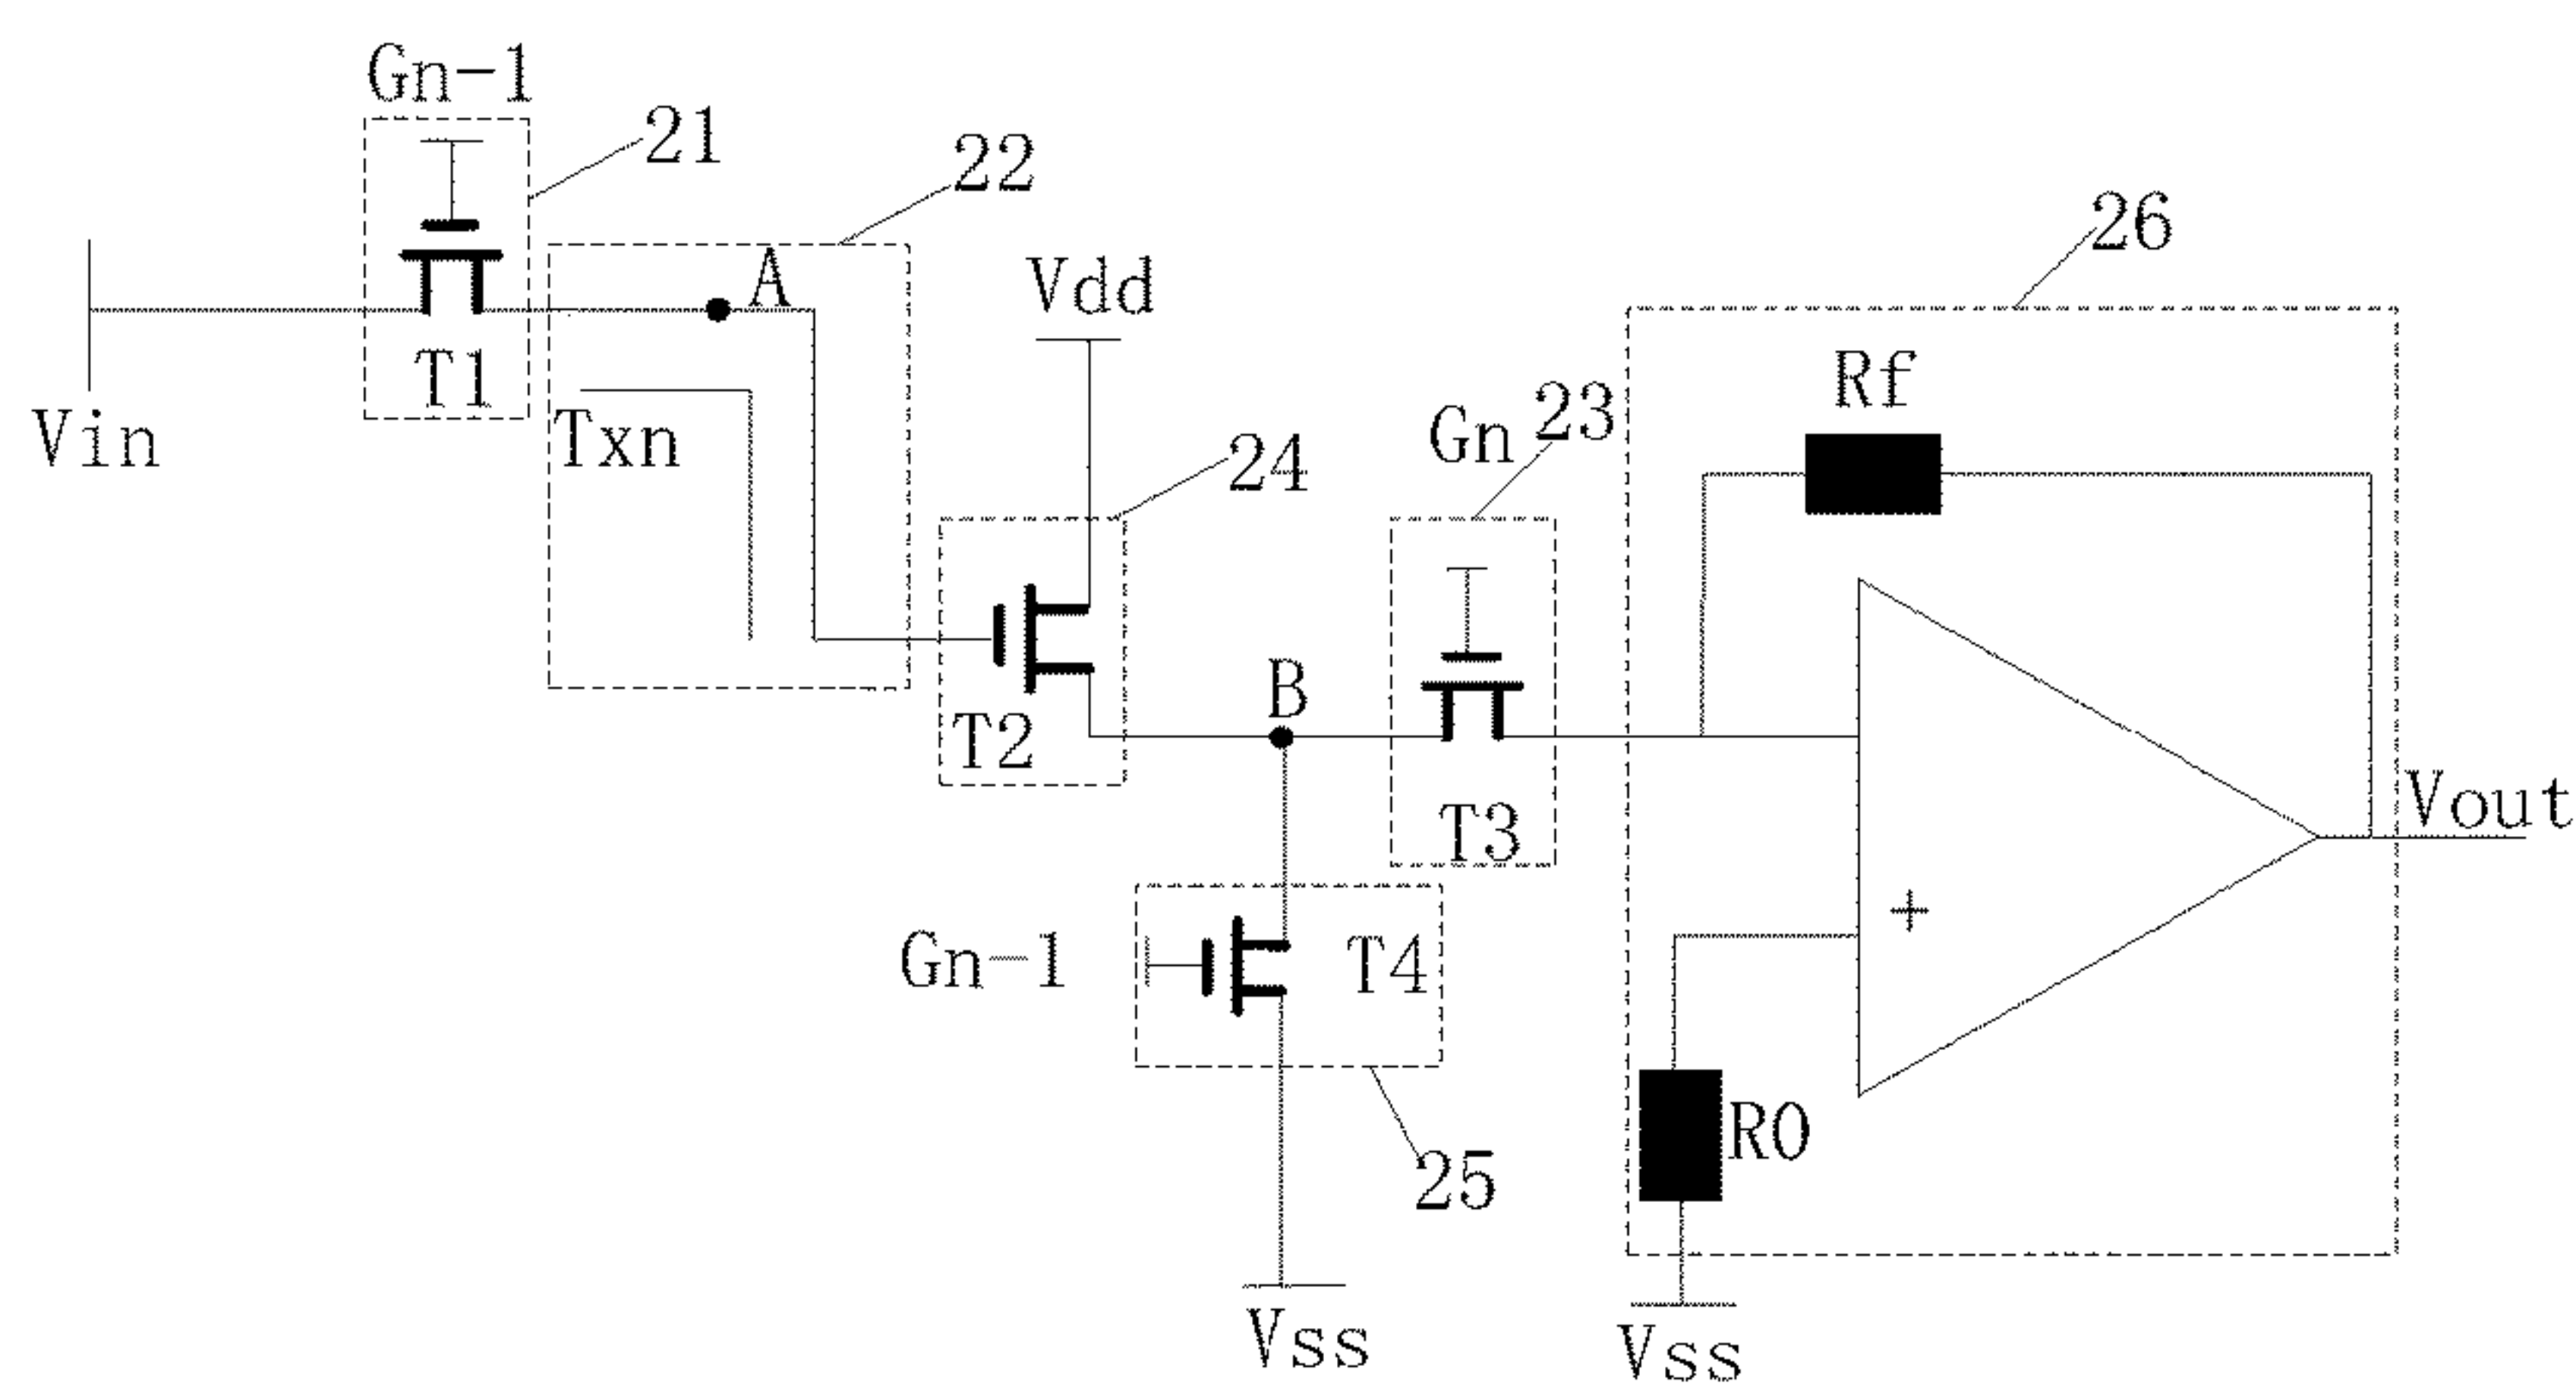 Gn-1
21
22
A
26
Vdd
T1
Rf
Vin
Txn
24
Gn
23
B
T2
T3
Vout
+
Gn-1
T4
R0
25
Vss
Vss